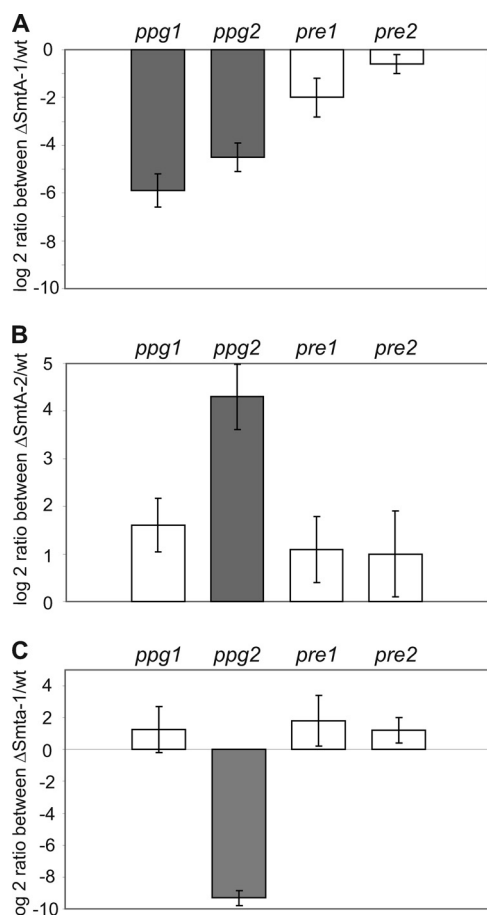 A
ppg1 ppg2 pre1 pre2
0
-2
-4
-6
-8
-10
log 2 ratio between ΔSmtA-1/wt
B
ppg1 ppg2 pre1 pre2
5
4
3
2
1
0
log 2 ratio between ΔSmtA-2/wt
C
ppg1 ppg2 pre1 pre2
4
2
0
-2
-4
-6
-8
-10
log 2 ratio between ΔSmta-1/wt